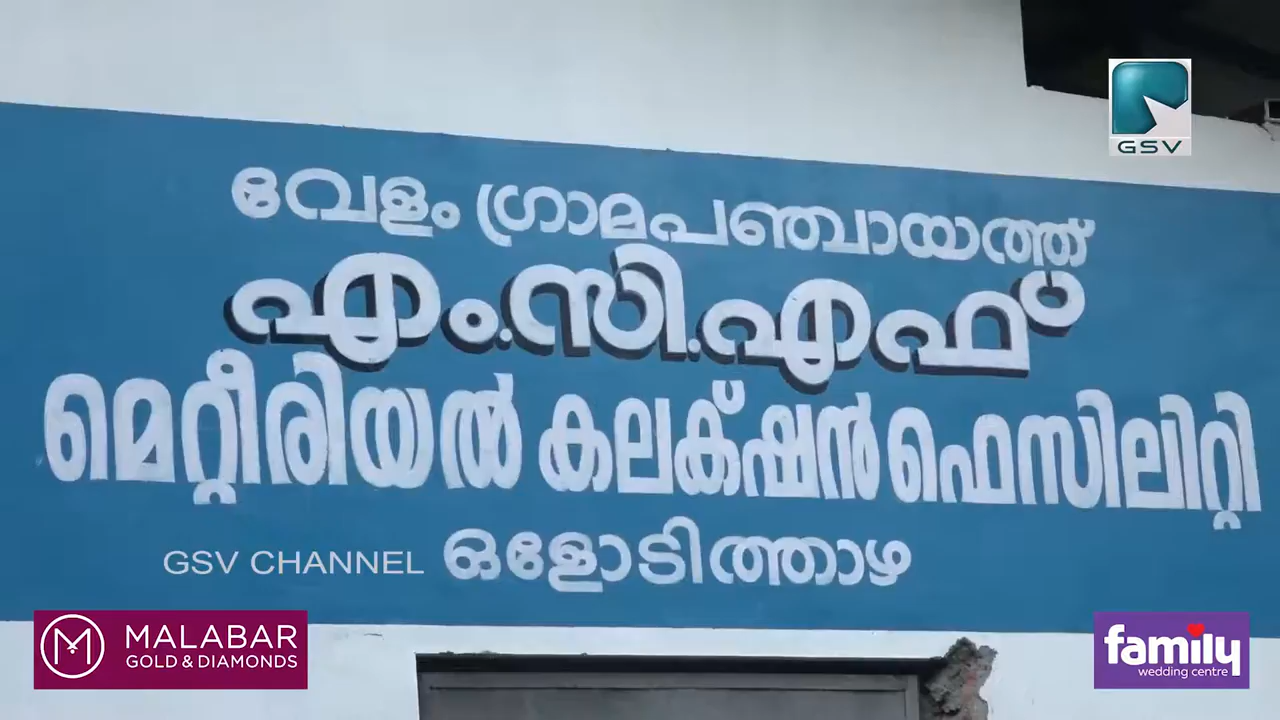 GSV
വേളം ഗ്രാമപഞ്ചായത്ത്
എം.സി.എഫ്
മെറ്റീരിയൽ കലക്ഷൻ ഫെസിലിറ്റി
ഒളോടിത്താഴ
GSV CHANNEL
MALABAR
GOLD & DIAMONDS
family
wedding centre